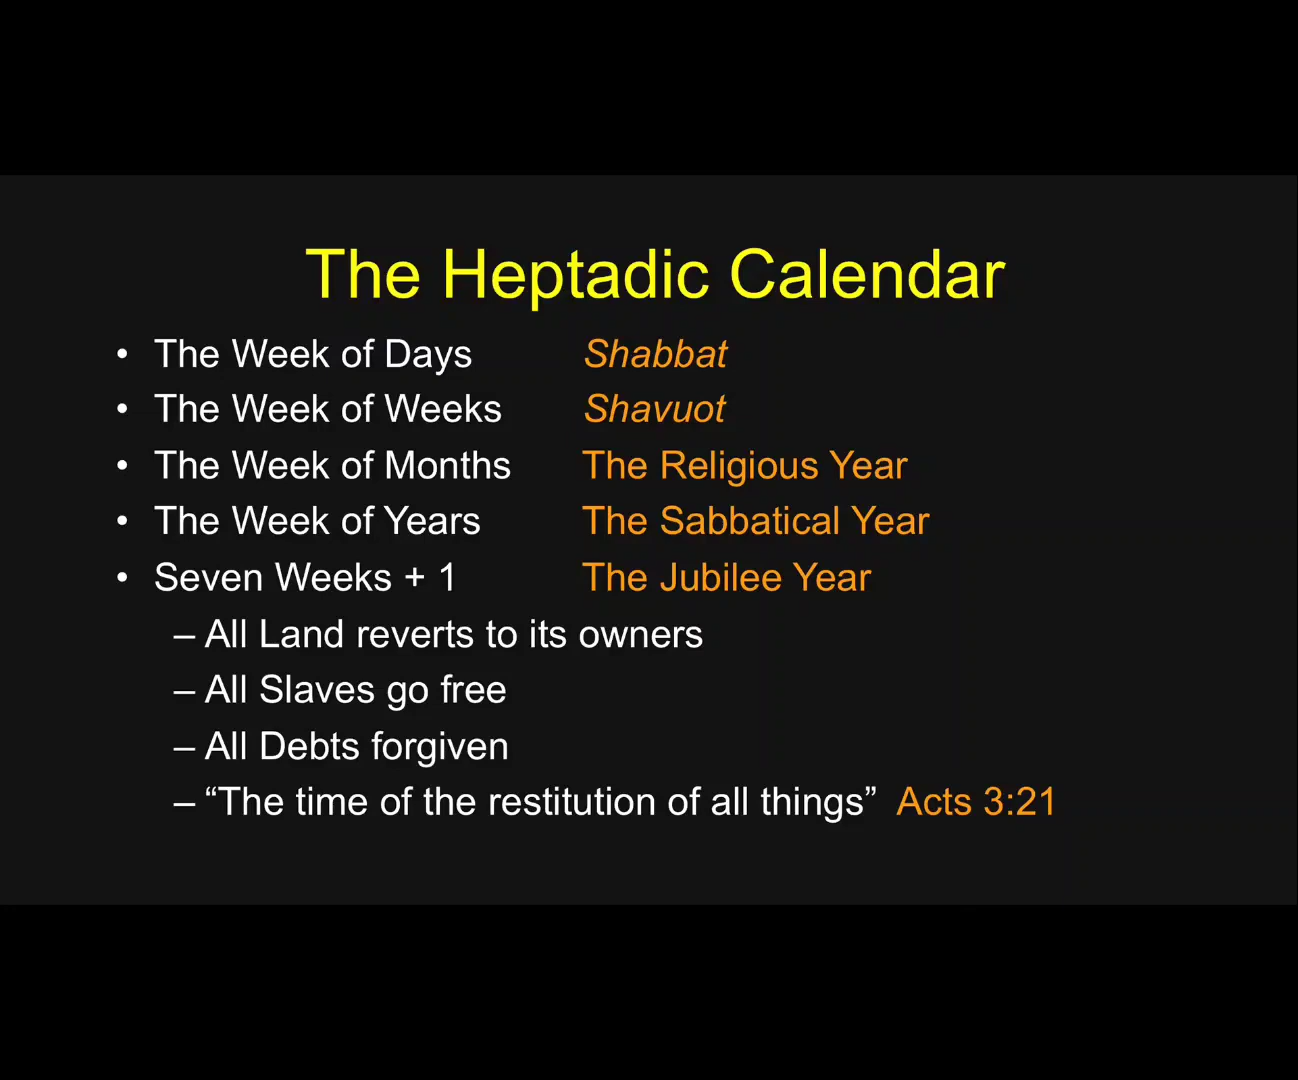 The Heptadic Calendar
• The Week of Days Shabbat
• The Week of Weeks Shavuot
• The Week of Months The Religious Year
• The Week of Years The Sabbatical Year
• Seven Weeks + 1 The Jubilee Year
– All Land reverts to its owners
– All Slaves go free
– All Debts forgiven
– “The time of the restitution of all things” Acts 3:21